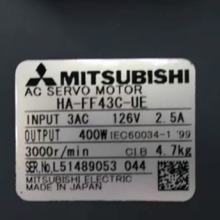 MITSUBISHI
AC SERVO MOTOR
HA-FF43C-UE
INPUT 3AC 126V 2.5A
OUTPUT 400W IEC60034-1 '99
3000r/min Cl.B 4.7kg
SER.No.L51489053 044
MITSUBISHI ELECTRIC
MADE IN JAPAN